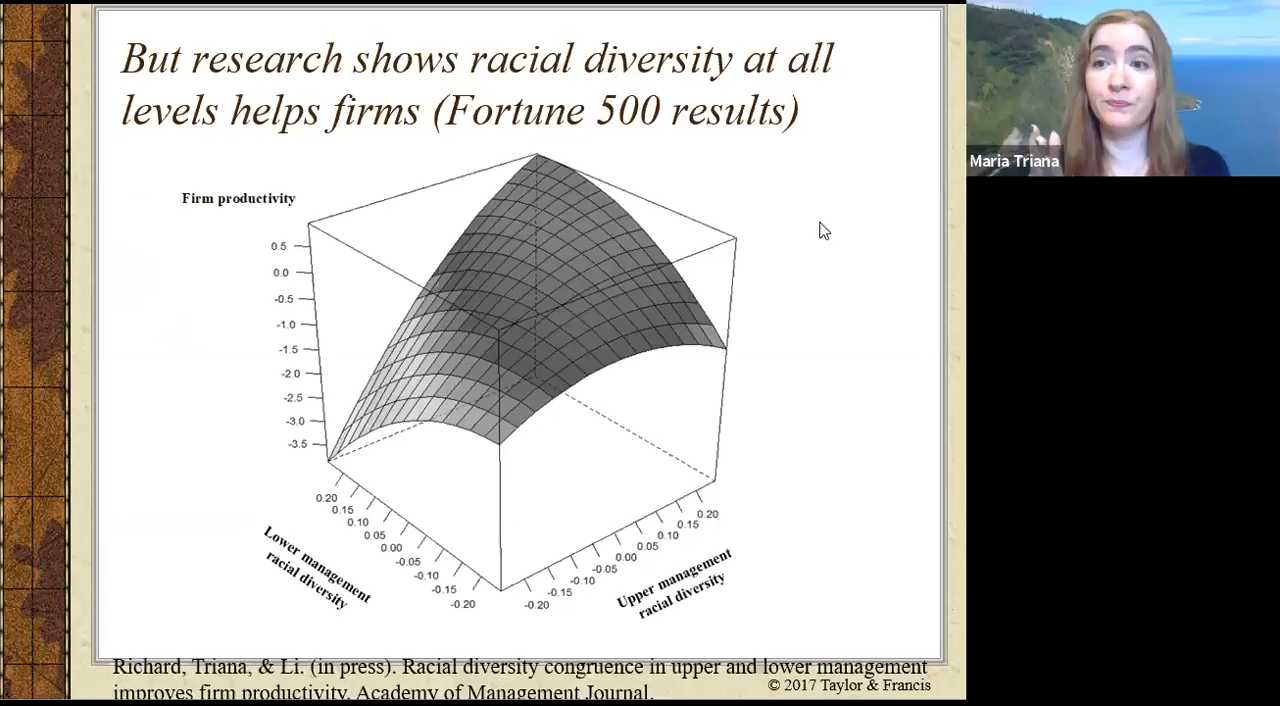 But research shows racial diversity at all
levels helps firms (Fortune 500 results)
Maria Triana
Firm productivity
0.5
0.0
-0.5
-1.0
-1.5
-2.0
-2.5
-3.0
-3.5
0.20
0.15
0.10
0.05
0.00
-0.05
-0.10
-0.15
-0.20
Lower management
racial diversity
-0.20
-0.15
-0.10
-0.05
0.00
0.05
0.10
0.15
0.20
Upper management
racial diversity
Richard, Triana, & Li. (in press). Racial diversity congruence in upper and lower management
improves firm productivity. Academy of Management Journal.
© 2017 Taylor & Francis